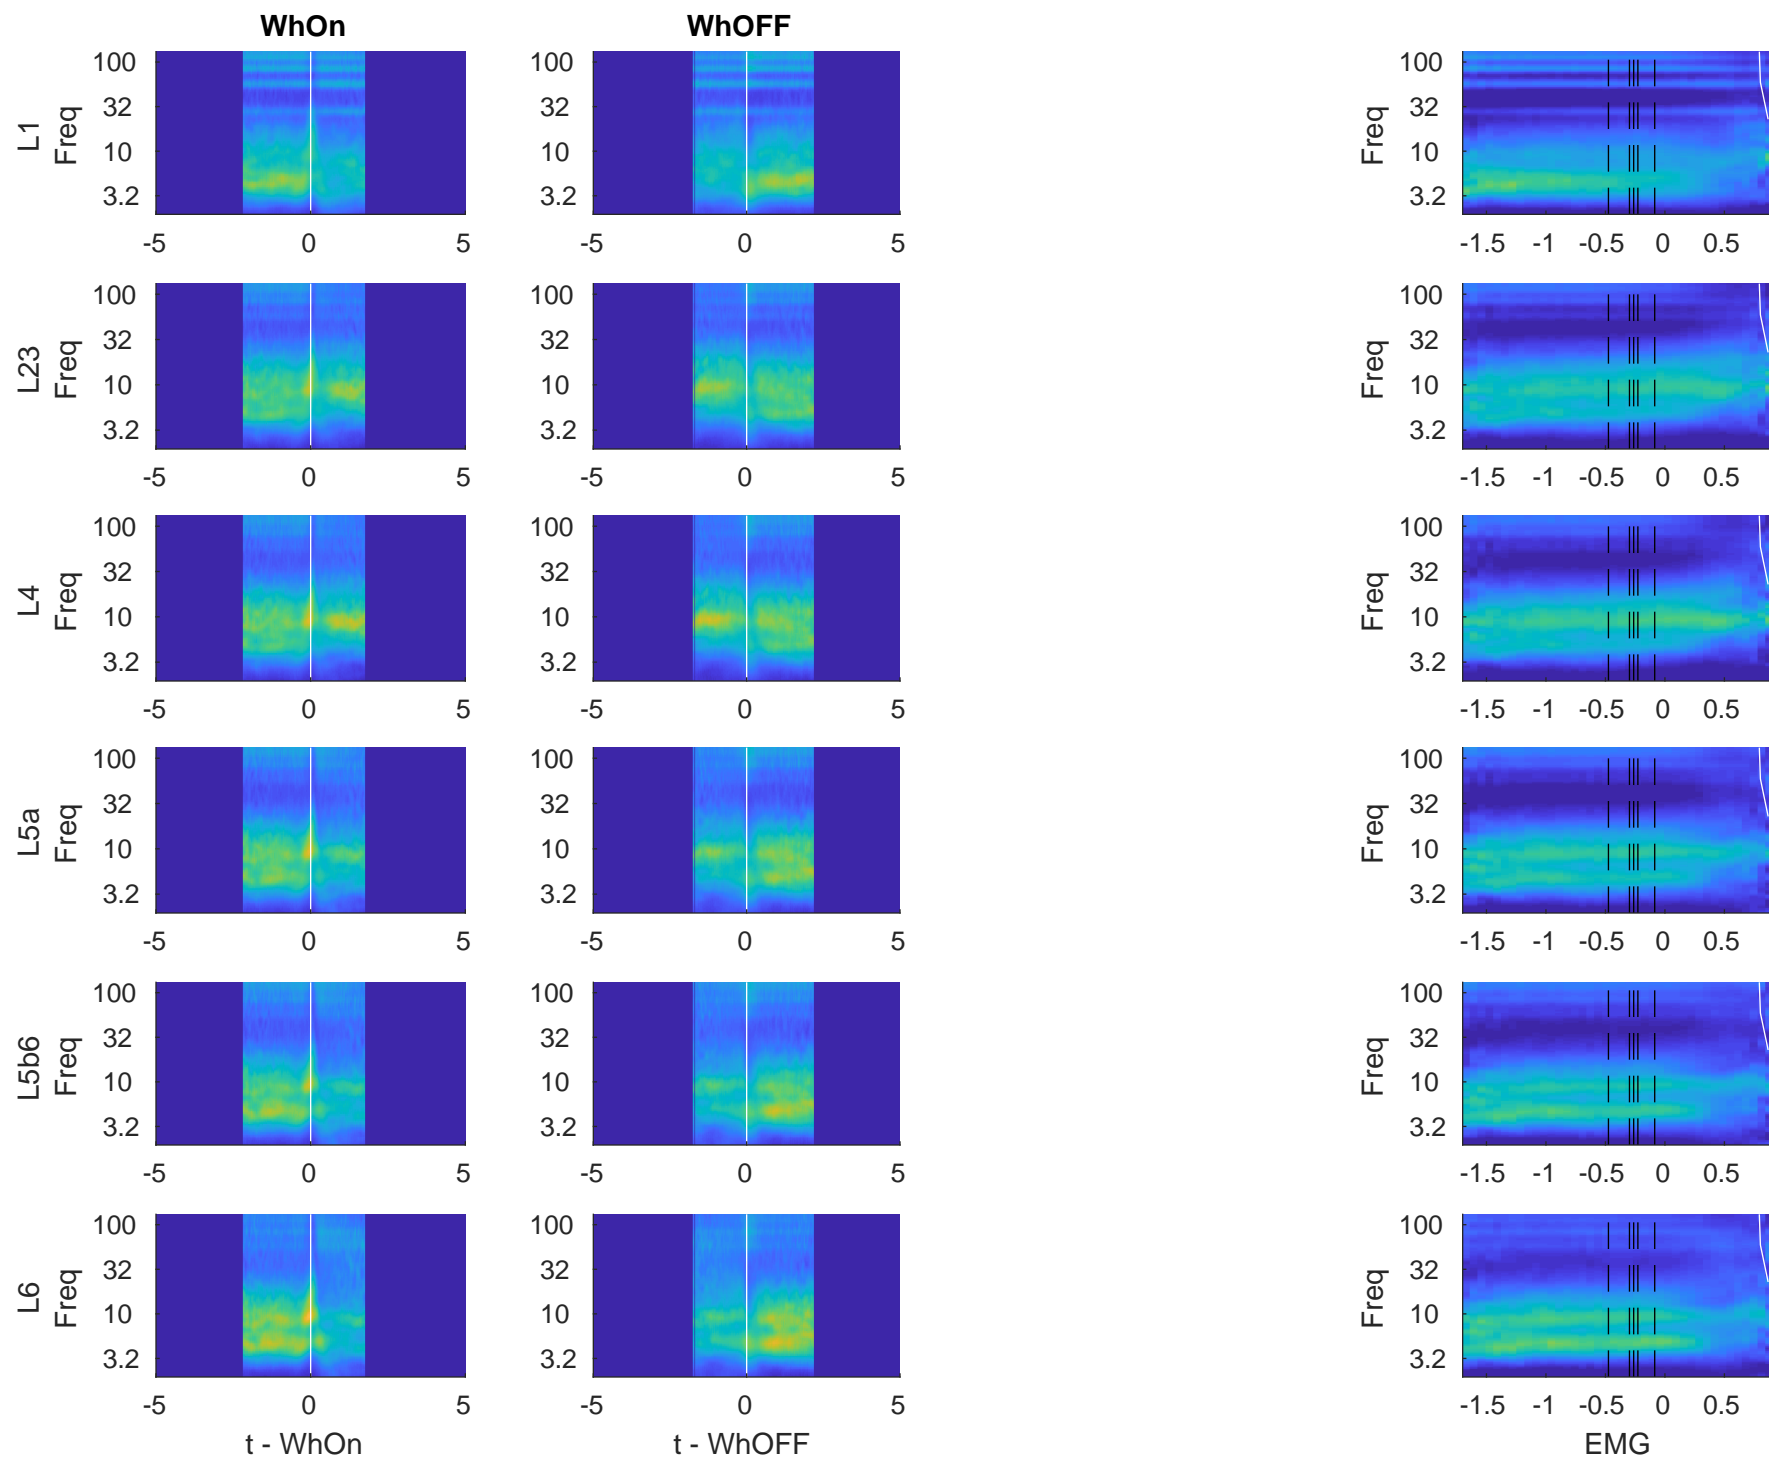 WhOn WhOFF
L1 Freq 100 32 10 3.2 100 32 10 3.2 Freq 100 32 10 3.2
-5 0 5 -5 0 5 -1.5 -1 -0.5 0 0.5
L23 Freq 100 32 10 3.2 100 32 10 3.2 Freq 100 32 10 3.2
-5 0 5 -5 0 5 -1.5 -1 -0.5 0 0.5
L4 Freq 100 32 10 3.2 100 32 10 3.2 Freq 100 32 10 3.2
-5 0 5 -5 0 5 -1.5 -1 -0.5 0 0.5
L5a Freq 100 32 10 3.2 100 32 10 3.2 Freq 100 32 10 3.2
-5 0 5 -5 0 5 -1.5 -1 -0.5 0 0.5
L5b6 Freq 100 32 10 3.2 100 32 10 3.2 Freq 100 32 10 3.2
-5 0 5 -5 0 5 -1.5 -1 -0.5 0 0.5
L6 Freq 100 32 10 3.2 100 32 10 3.2 Freq 100 32 10 3.2
-5 0 5 -5 0 5 -1.5 -1 -0.5 0 0.5
t - WhOn t - WhOFF EMG